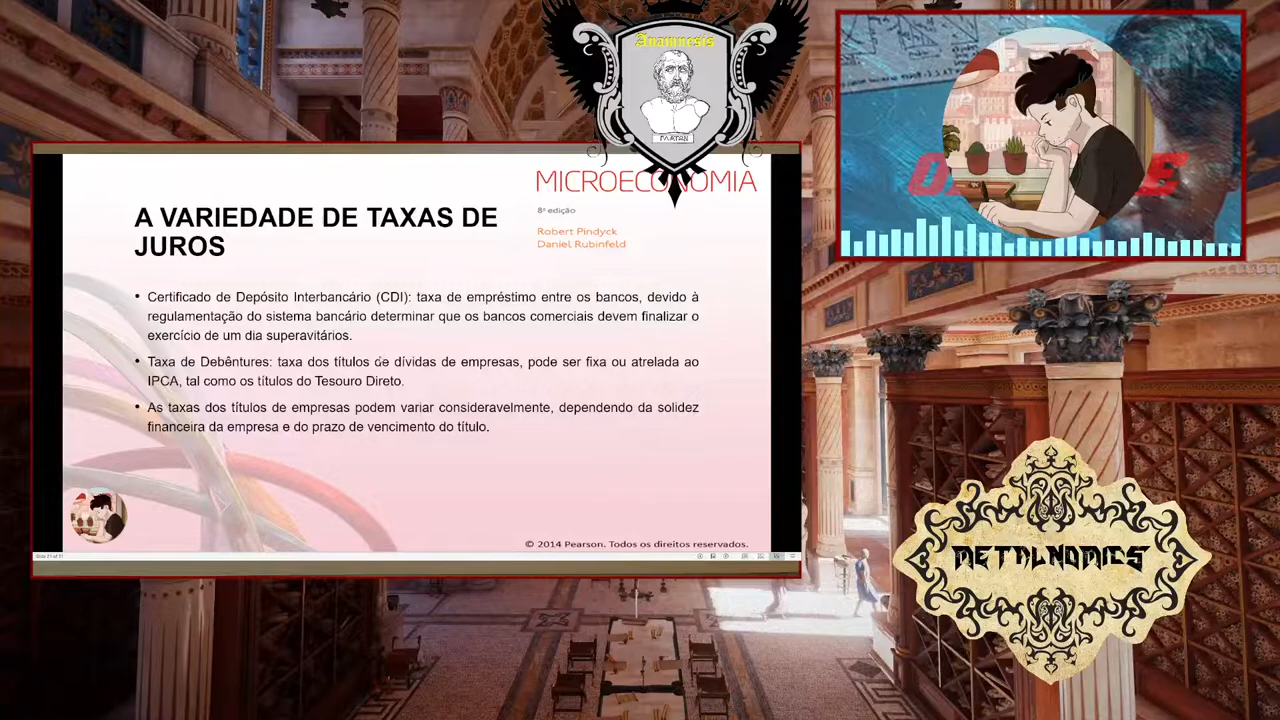 Anamnesis
PLATÃO
MICROECONOMIA
8ª edição
Robert Pindyck
Daniel Rubinfeld
A VARIEDADE DE TAXAS DE
JUROS
• Certificado de Depósito Interbancário (CDI): taxa de empréstimo entre os bancos, devido à
regulamentação do sistema bancário determinar que os bancos comerciais devem finalizar o
exercício de um dia superavitários.
• Taxa de Debêntures: taxa dos títulos de dívidas de empresas, pode ser fixa ou atrelada ao
IPCA, tal como os títulos do Tesouro Direto.
• As taxas dos títulos de empresas podem variar consideravelmente, dependendo da solidez
financeira da empresa e do prazo de vencimento do título.
© 2014 Pearson. Todos os direitos reservados.
METALNOMICS